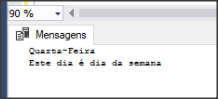 90 %
Mensagens
Quarta-Feira
Este dia é dia da semana